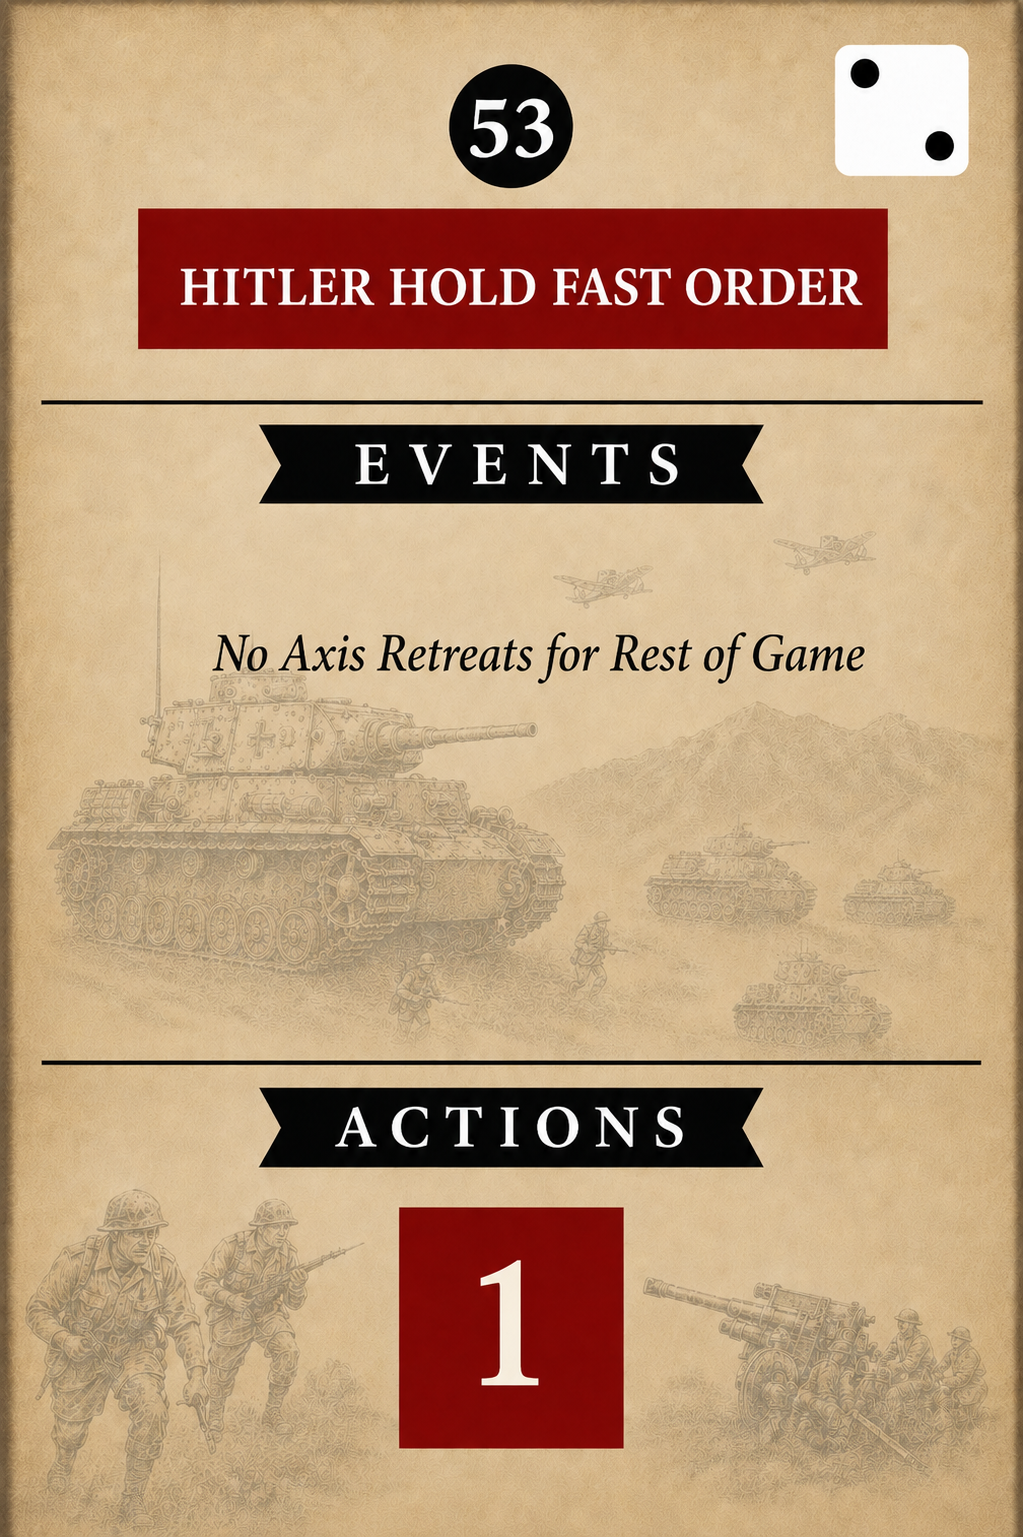 53
HITLER HOLD FAST ORDER
EVENTS
No Axis Retreats for Rest of Game
ACTIONS
1